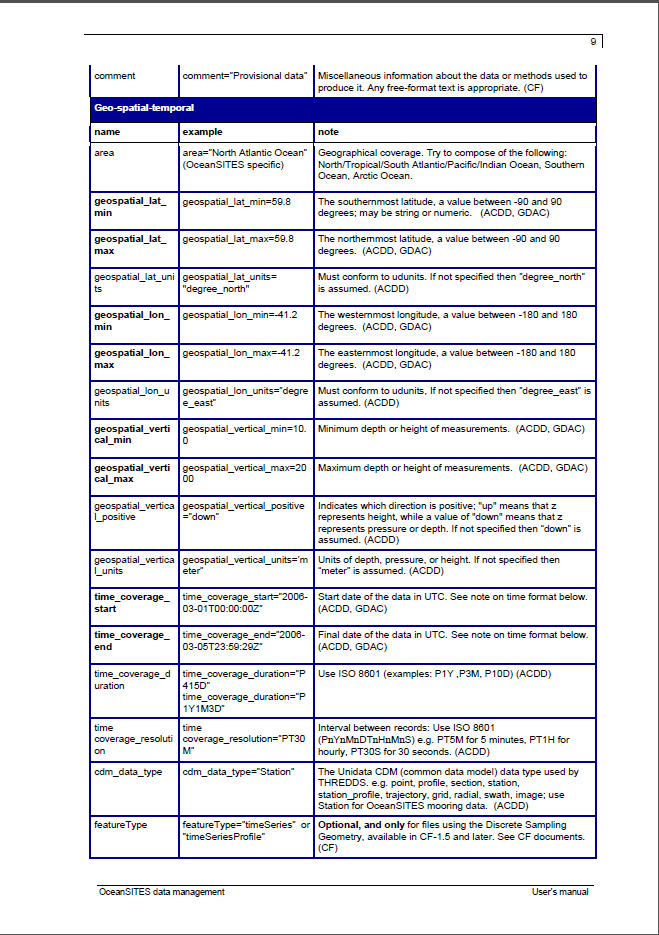 9
comment comment="Provisional data" Miscellaneous information about the data or methods used to
produce it. Any free-format text is appropriate. (CF)
Geo-spatial-temporal
name example note
area area="North Atlantic Ocean" Geographical coverage. Try to compose of the following:
(OceanSITES specific) North/Tropical/South Atlantic/Pacific/Indian Ocean, Southern
Ocean, Arctic Ocean.
geospatial_lat_ geospatial_lat_min=59.8 The southernmost latitude, a value between -90 and 90
min degrees; may be string or numeric. (ACDD, GDAC)
geospatial_lat_ geospatial_lat_max=59.8 The northernmost latitude, a value between -90 and 90
max degrees. (ACDD, GDAC)
geospatial_lat_uni geospatial_lat_units= Must conform to udunits. If not specified then "degree_north"
ts "degree_north" is assumed. (ACDD)
geospatial_lon_ geospatial_lon_min=-41.2 The westernmost longitude, a value between -180 and 180
min degrees. (ACDD, GDAC)
geospatial_lon_ geospatial_lon_max=-41.2 The easternmost longitude, a value between -180 and 180
max degrees. (ACDD, GDAC)
geospatial_lon_u geospatial_lon_units="degre Must conform to udunits, If not specified then "degree_east" is
nits e_east" assumed. (ACDD)
geospatial_verti geospatial_vertical_min=10. Minimum depth or height of measurements. (ACDD, GDAC)
cal_min 0
geospatial_verti geospatial_vertical_max=20 Maximum depth or height of measurements. (ACDD, GDAC)
cal_max 00
geospatial_vertica geospatial_vertical_positive Indicates which direction is positive; "up" means that z
l_positive ="down" represents height, while a value of "down" means that z
represents pressure or depth. If not specified then "down" is
assumed. (ACDD)
geospatial_vertica geospatial_vertical_units='m Units of depth, pressure, or height. If not specified then
l_units eter" "meter" is assumed. (ACDD)
time_coverage_ time_coverage_start="2006- Start date of the data in UTC. See note on time format below.
start 03-01T00:00:00Z" (ACDD, GDAC)
time_coverage_ time_coverage_end="2006- Final date of the data in UTC. See note on time format below.
end 03-05T23:59:29Z" (ACDD, GDAC)
time_coverage_d time_coverage_duration="P Use ISO 8601 (examples: P1Y ,P3M, P10D) (ACDD)
uration 415D"
time_coverage_duration="P
1Y1M3D"
time time Interval between records: Use ISO 8601
coverage_resoluti coverage_resolution="PT30 (PnYnMnDTnHnMnS) e.g. PT5M for 5 minutes, PT1H for
on M" hourly, PT30S for 30 seconds. (ACDD)
cdm_data_type cdm_data_type="Station" The Unidata CDM (common data model) data type used by
THREDDS. e.g. point, profile, section, station,
station_profile, trajectory, grid, radial, swath, image; use
Station for OceanSITES mooring data. (ACDD)
featureType featureType="timeSeries" or Optional, and only for files using the Discrete Sampling
"timeSeriesProfile" Geometry, available in CF-1.5 and later. See CF documents.
(CF)
OceanSITES data management User's manual